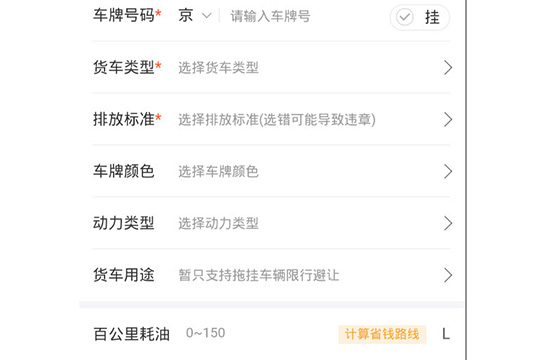 车牌号码* 京 请输入车牌号 挂
货车类型* 选择货车类型
排放标准* 选择排放标准(选错可能导致违章)
车牌颜色 选择车牌颜色
动力类型 选择动力类型
货车用途 暂只支持拖挂车辆限行避让
百公里耗油 0~150 计算省钱路线 L